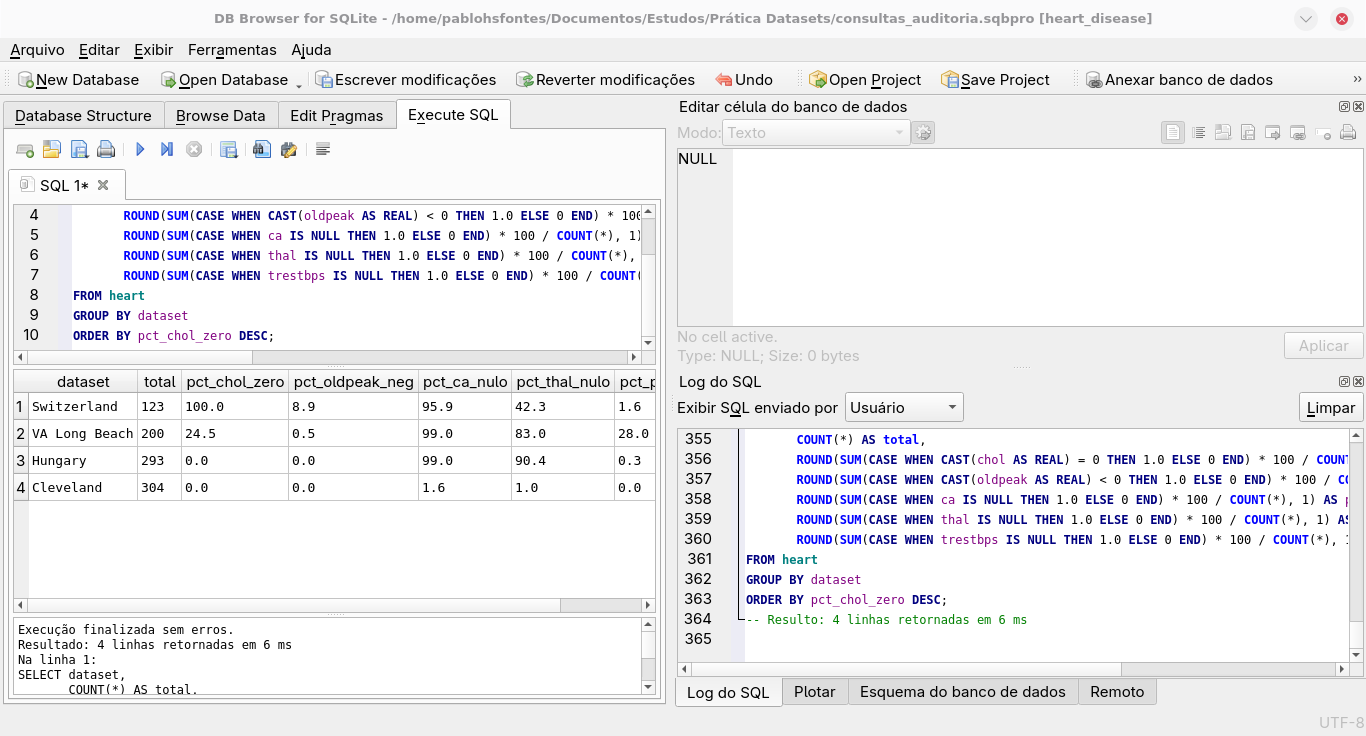 DB Browser for SQLite - /home/pablohsfontes/Documentos/Estudos/Prática Datasets/consultas_auditoria.sqbpro [heart_disease]
Arquivo Editar Exibir Ferramentas Ajuda
New Database Open Database Escrever modificações Reverter modificações Undo Open Project Save Project Anexar banco de dados »
Database Structure Browse Data Edit Pragmas Execute SQL
SQL 1*
4 ROUND(SUM(CASE WHEN CAST(oldpeak AS REAL) < 0 THEN 1.0 ELSE 0 END) * 100
5 ROUND(SUM(CASE WHEN ca IS NULL THEN 1.0 ELSE 0 END) * 100 / COUNT(*), 1)
6 ROUND(SUM(CASE WHEN thal IS NULL THEN 1.0 ELSE 0 END) * 100 / COUNT(*),
7 ROUND(SUM(CASE WHEN trestbps IS NULL THEN 1.0 ELSE 0 END) * 100 / COUNT(
8 FROM heart
9 GROUP BY dataset
10 ORDER BY pct_chol_zero DESC;
dataset total pct_chol_zero pct_oldpeak_neg pct_ca_nulo pct_thal_nulo pct_p
1 Switzerland 123 100.0 8.9 95.9 42.3 1.6
2 VA Long Beach 200 24.5 0.5 99.0 83.0 28.0
3 Hungary 293 0.0 0.0 99.0 90.4 0.3
4 Cleveland 304 0.0 0.0 1.6 1.0 0.0
Execução finalizada sem erros.
Resultado: 4 linhas retornadas em 6 ms
Na linha 1:
SELECT dataset,
COUNT(*) AS total,
Editar célula do banco de dados
Modo: Texto
NULL
No cell active.
Type: NULL; Size: 0 bytes
Aplicar
Log do SQL
Exibir SQL enviado por Usuário Limpar
355 COUNT(*) AS total,
356 ROUND(SUM(CASE WHEN CAST(chol AS REAL) = 0 THEN 1.0 ELSE 0 END) * 100 / COUNT
357 ROUND(SUM(CASE WHEN CAST(oldpeak AS REAL) < 0 THEN 1.0 ELSE 0 END) * 100 / CO
358 ROUND(SUM(CASE WHEN ca IS NULL THEN 1.0 ELSE 0 END) * 100 / COUNT(*), 1) AS p
359 ROUND(SUM(CASE WHEN thal IS NULL THEN 1.0 ELSE 0 END) * 100 / COUNT(*), 1) AS
360 ROUND(SUM(CASE WHEN trestbps IS NULL THEN 1.0 ELSE 0 END) * 100 / COUNT(*), 1
361 FROM heart
362 GROUP BY dataset
363 ORDER BY pct_chol_zero DESC;
364 -- Resulto: 4 linhas retornadas em 6 ms
365
Log do SQL Plotar Esquema do banco de dados Remoto
UTF-8